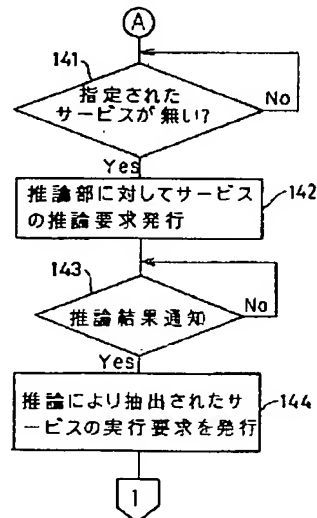 A
141
指定された
サービスが無い?
No
Yes
推論部に対してサービス
の推論要求発行
142
143
推論結果通知
No
Yes
推論により抽出されたサ
ービスの実行要求を発行
144
1